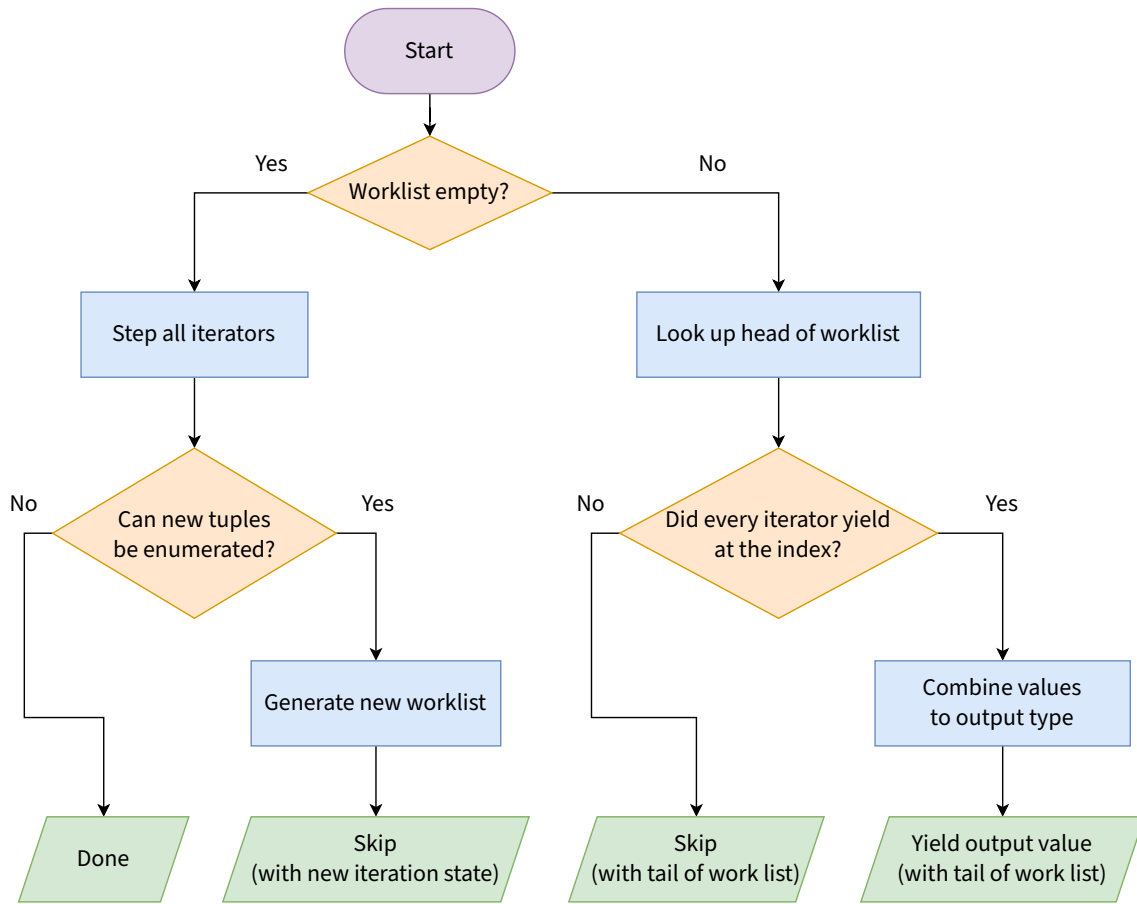 Start
Yes
No
Worklist empty?
Step all iterators
Look up head of worklist
No
Can new tuples
be enumerated?
Yes
No
Did every iterator yield
at the index?
Yes
Generate new worklist
Combine values
to output type
Done
Skip
(with new iteration state)
Skip
(with tail of work list)
Yield output value
(with tail of work list)